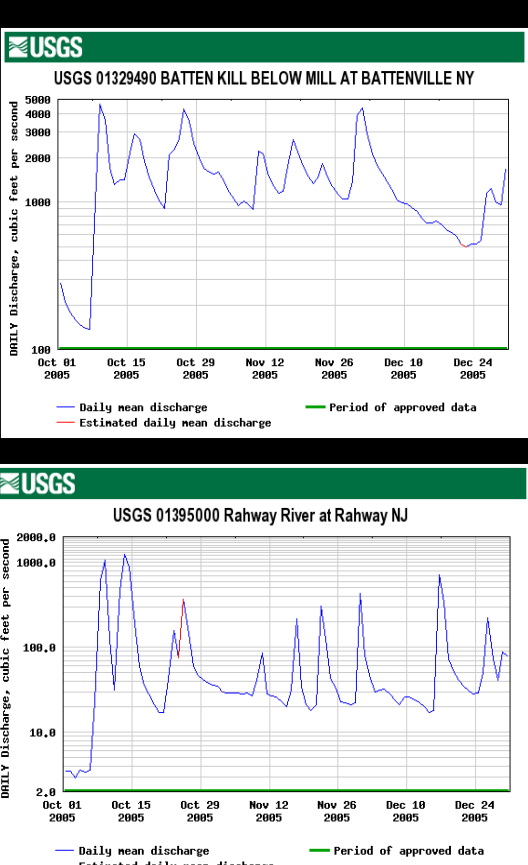 USGS
USGS 01329490 BATTEN KILL BELOW MILL AT BATTENVILLE NY
DAILY Discharge, cubic feet per second
5000
4000
3000
2000
1000
100
Oct 01 Oct 15 Oct 29 Nov 12 Nov 26 Dec 10 Dec 24
2005 2005 2005 2005 2005 2005 2005
Daily mean discharge Period of approved data
Estimated daily mean discharge
USGS
USGS 01395000 Rahway River at Rahway NJ
DAILY Discharge, cubic feet per second
2000.0
1000.0
100.0
10.0
2.0
Oct 01 Oct 15 Oct 29 Nov 12 Nov 26 Dec 10 Dec 24
2005 2005 2005 2005 2005 2005 2005
Daily mean discharge Period of approved data
Estimated daily mean discharge